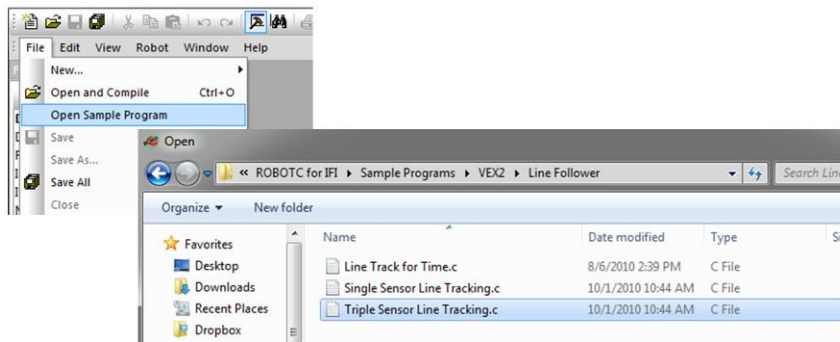 File Edit View Robot Window Help
New...
Open and Compile Ctrl+O
Open Sample Program
Save
Save As...
Save All
Close
Open
« ROBOTC for IFI ▸ Sample Programs ▸ VEX2 ▸ Line Follower
Search Lin
Organize ▾ New folder
Favorites
Desktop
Downloads
Recent Places
Dropbox
Name Date modified Type Si
Line Track for Time.c 8/6/2010 2:39 PM C File
Single Sensor Line Tracking.c 10/1/2010 10:44 AM C File
Triple Sensor Line Tracking.c 10/1/2010 10:44 AM C File